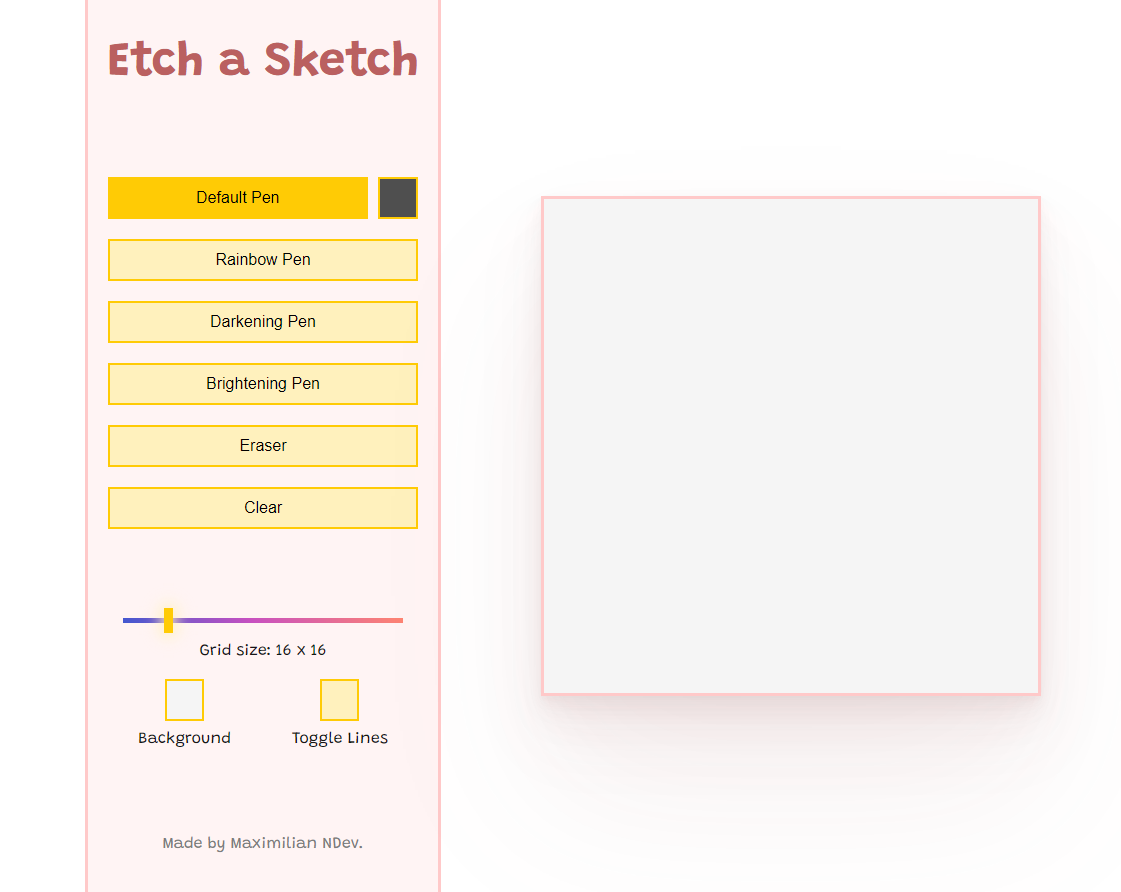 Etch a Sketch
Default Pen
Rainbow Pen
Darkening Pen
Brightening Pen
Eraser
Clear
Grid size: 16 x 16
Background
Toggle Lines
Made by Maximilian NDev.